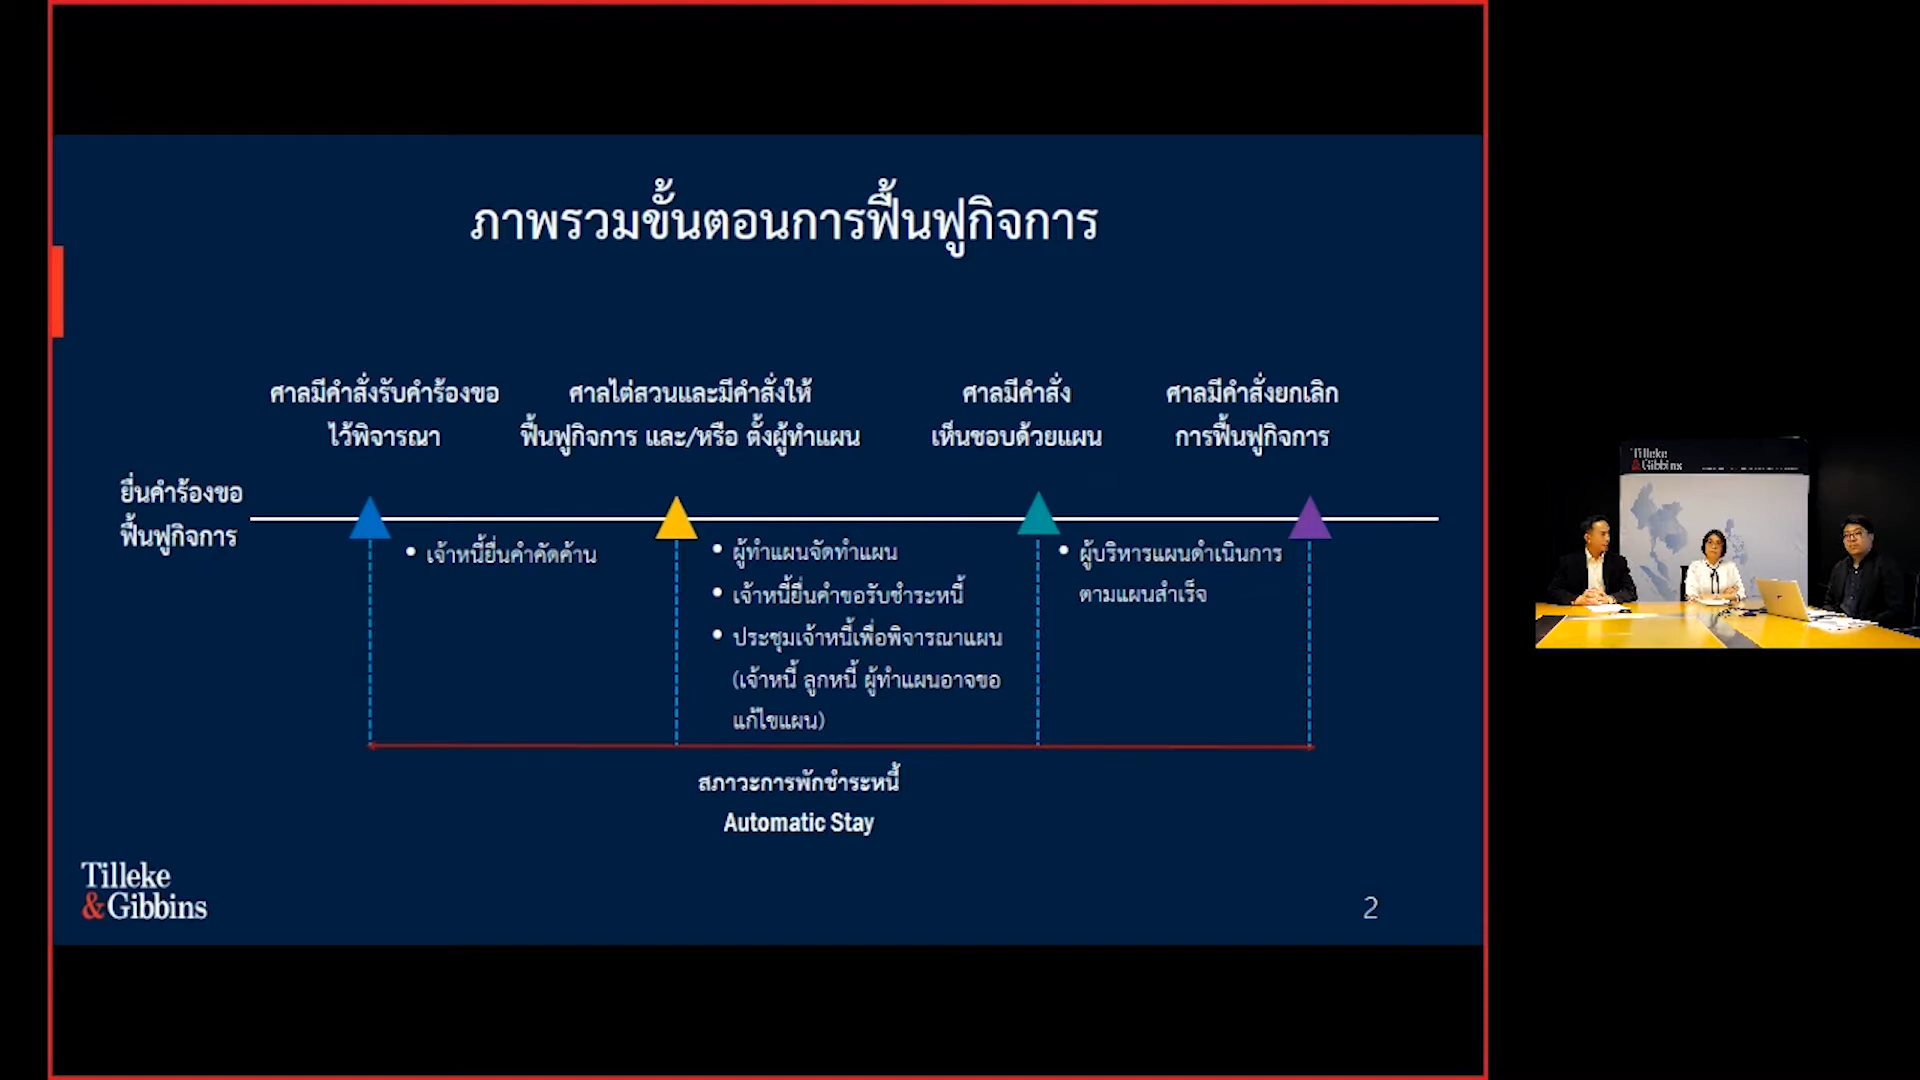 ภาพรวมขั้นตอนการฟื้นฟูกิจการ
ยื่นคำร้องขอ
ฟื้นฟูกิจการ
ศาลมีคำสั่งรับคำร้องขอ
ไว้พิจารณา
ศาลไต่สวนและมีคำสั่งให้
ฟื้นฟูกิจการ และ/หรือ ตั้งผู้ทำแผน
ศาลมีคำสั่ง
เห็นชอบด้วยแผน
ศาลมีคำสั่งยกเลิก
การฟื้นฟูกิจการ
• เจ้าหนี้ยื่นคำคัดค้าน
• ผู้ทำแผนจัดทำแผน
• เจ้าหนี้ยื่นคำขอรับชำระหนี้
• ประชุมเจ้าหนี้เพื่อพิจารณาแผน
(เจ้าหนี้ ลูกหนี้ ผู้ทำแผนอาจขอ
แก้ไขแผน)
• ผู้บริหารแผนดำเนินการ
ตามแผนสำเร็จ
สภาวะการพักชำระหนี้
Automatic Stay
Tilleke
&Gibbins
2
Tilleke
&Gibbins